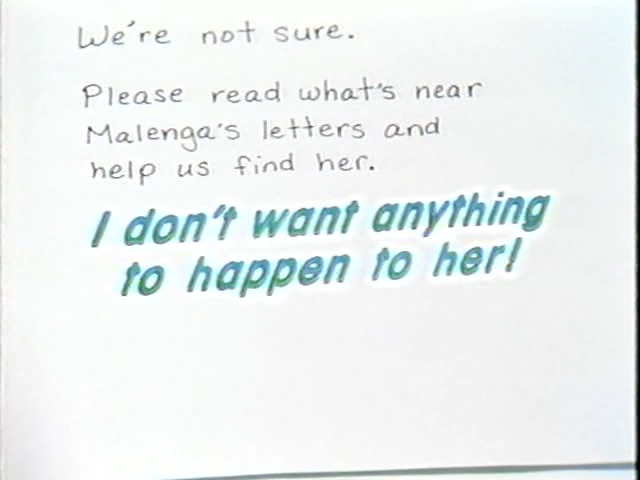 We're not sure.
Please read what's near
Malenga's letters and
help us find her.
I don't want anything
to happen to her!